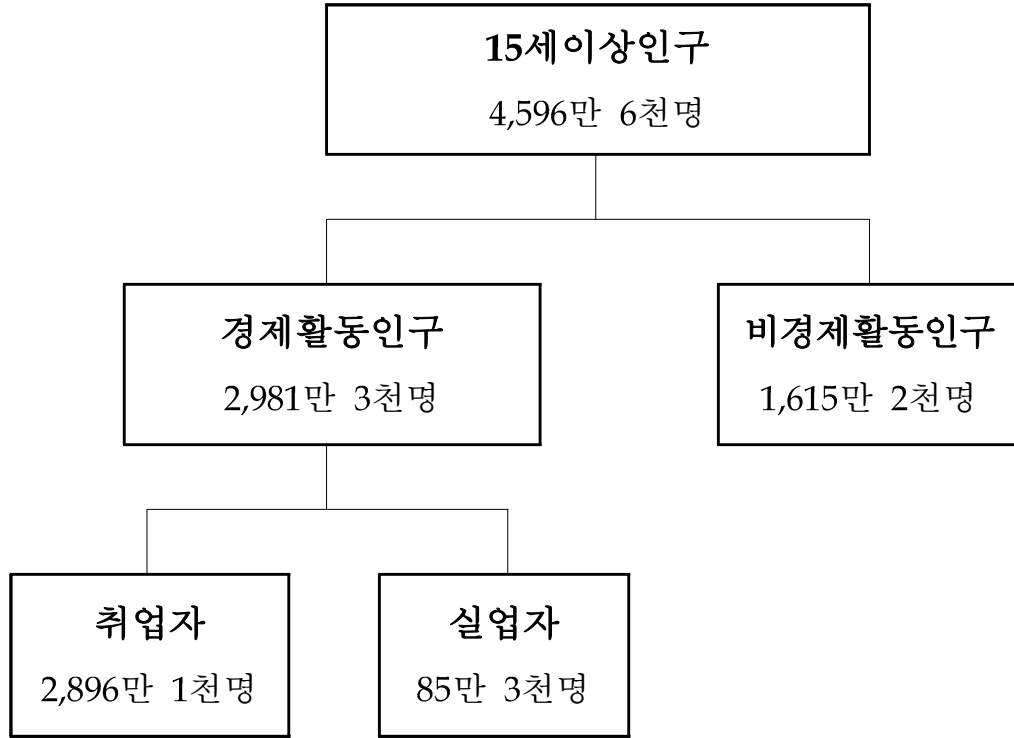 15세이상인구
4,596만 6천명
경제활동인구
2,981만 3천명
비경제활동인구
1,615만 2천명
취업자
2,896만 1천명
실업자
85만 3천명